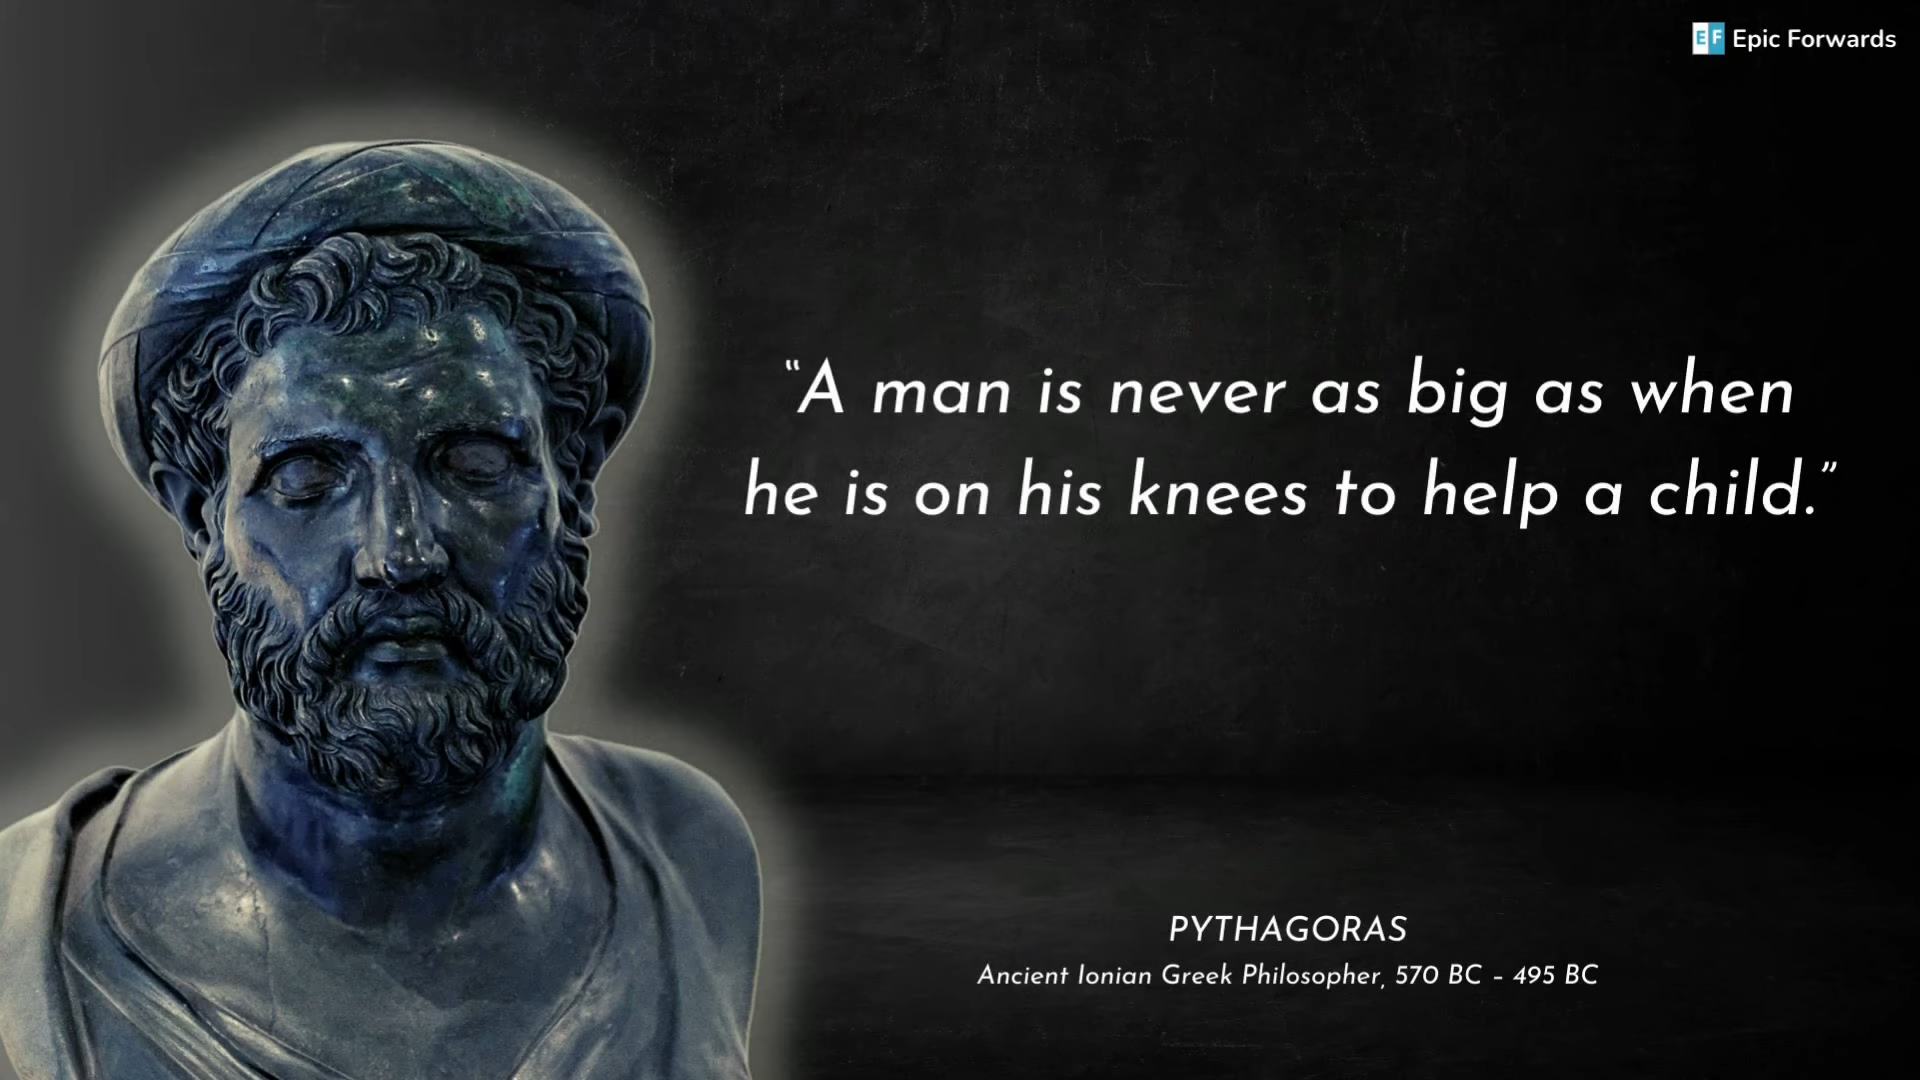 EF Epic Forwards
“A man is never as big as when
he is on his knees to help a child.”
PYTHAGORAS
Ancient Ionian Greek Philosopher, 570 BC – 495 BC